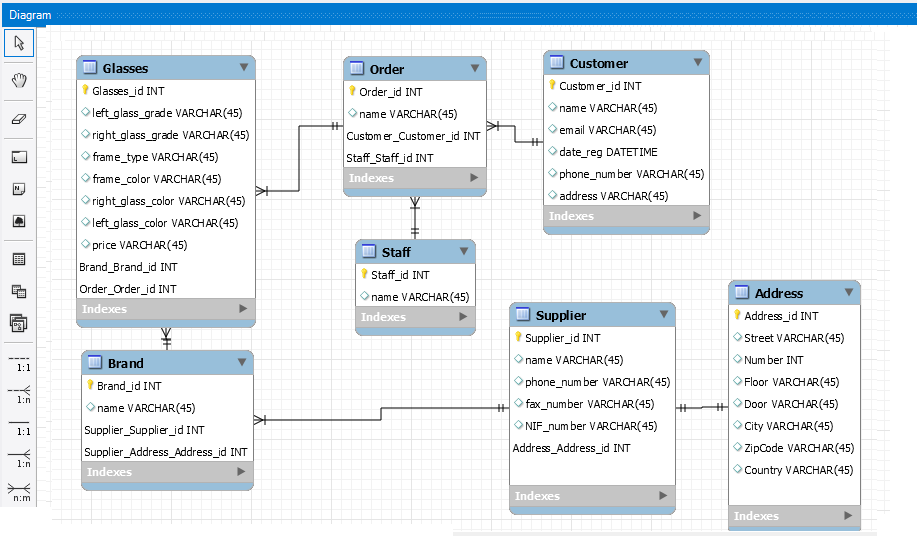 Diagram
Glasses
Glasses_id INT
left_glass_grade VARCHAR(45)
right_glass_grade VARCHAR(45)
frame_type VARCHAR(45)
frame_color VARCHAR(45)
right_glass_color VARCHAR(45)
left_glass_color VARCHAR(45)
price VARCHAR(45)
Brand_Brand_id INT
Order_Order_id INT
Indexes
Order
Order_id INT
name VARCHAR(45)
Customer_Customer_id INT
Staff_Staff_id INT
Indexes
Customer
Customer_id INT
name VARCHAR(45)
email VARCHAR(45)
date_reg DATETIME
phone_number VARCHAR(45)
address VARCHAR(45)
Indexes
Staff
Staff_id INT
name VARCHAR(45)
Indexes
Brand
Brand_id INT
name VARCHAR(45)
Supplier_Supplier_id INT
Supplier_Address_Address_id INT
Indexes
Supplier
Supplier_id INT
name VARCHAR(45)
phone_number VARCHAR(45)
fax_number VARCHAR(45)
NIF_number VARCHAR(45)
Address_Address_id INT
Indexes
Address
Address_id INT
Street VARCHAR(45)
Number INT
Floor VARCHAR(45)
Door VARCHAR(45)
City VARCHAR(45)
ZipCode VARCHAR(45)
Country VARCHAR(45)
Indexes
1:1
1:n
1:1
1:n
n:m